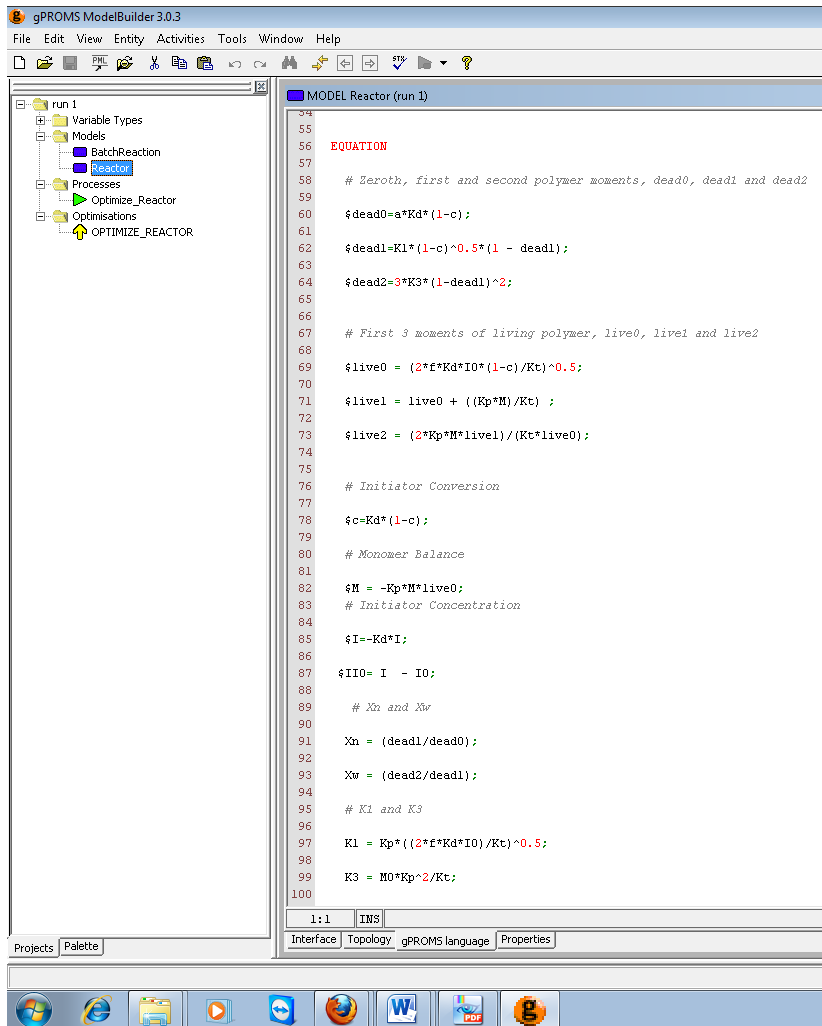 gPROMS ModelBuilder 3.0.3
File Edit View Entity Activities Tools Window Help
run 1
Variable Types
Models
BatchReaction
Reactor
Processes
Optimize_Reactor
Optimisations
OPTIMIZE_REACTOR
Projects
Palette
MODEL Reactor (run 1)
54
55
56 EQUATION
57
58 # Zeroth, first and second polymer moments, dead0, dead1 and dead2
59
60 $dead0=a*Kd*(1-c);
61
62 $dead1=K1*(1-c)^0.5*(1 - dead1);
63
64 $dead2=3*K3*(1-dead1)^2;
65
66
67 # First 3 moments of living polymer, live0, live1 and live2
68
69 $live0 = (2*f*Kd*I0*(1-c)/Kt)^0.5;
70
71 $live1 = live0 + ((Kp*M)/Kt) ;
72
73 $live2 = (2*Kp*M*live1)/(Kt*live0);
74
75
76 # Initiator Conversion
77
78 $c=Kd*(1-c);
79
80 # Monomer Balance
81
82 $M = -Kp*M*live0;
83 # Initiator Concentration
84
85 $I=-Kd*I;
86
87 $II0= I  - I0;
88
89 # Xn and Xw
90
91 Xn = (dead1/dead0);
92
93 Xw = (dead2/dead1);
94
95 # K1 and K3
96
97 K1 = Kp*((2*f*Kd*I0)/Kt)^0.5;
98
99 K3 = M0*Kp^2/Kt;
100
1:1 INS
Interface Topology gPROMS language Properties